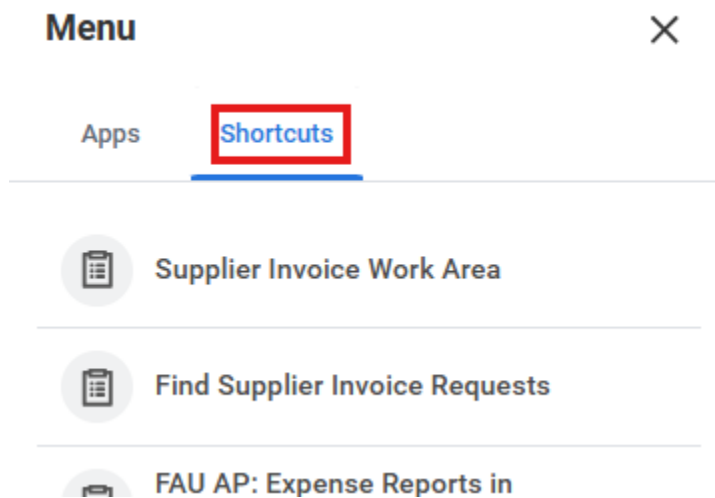 Menu
Apps
Shortcuts
Supplier Invoice Work Area
Find Supplier Invoice Requests
FAU AP: Expense Reports in